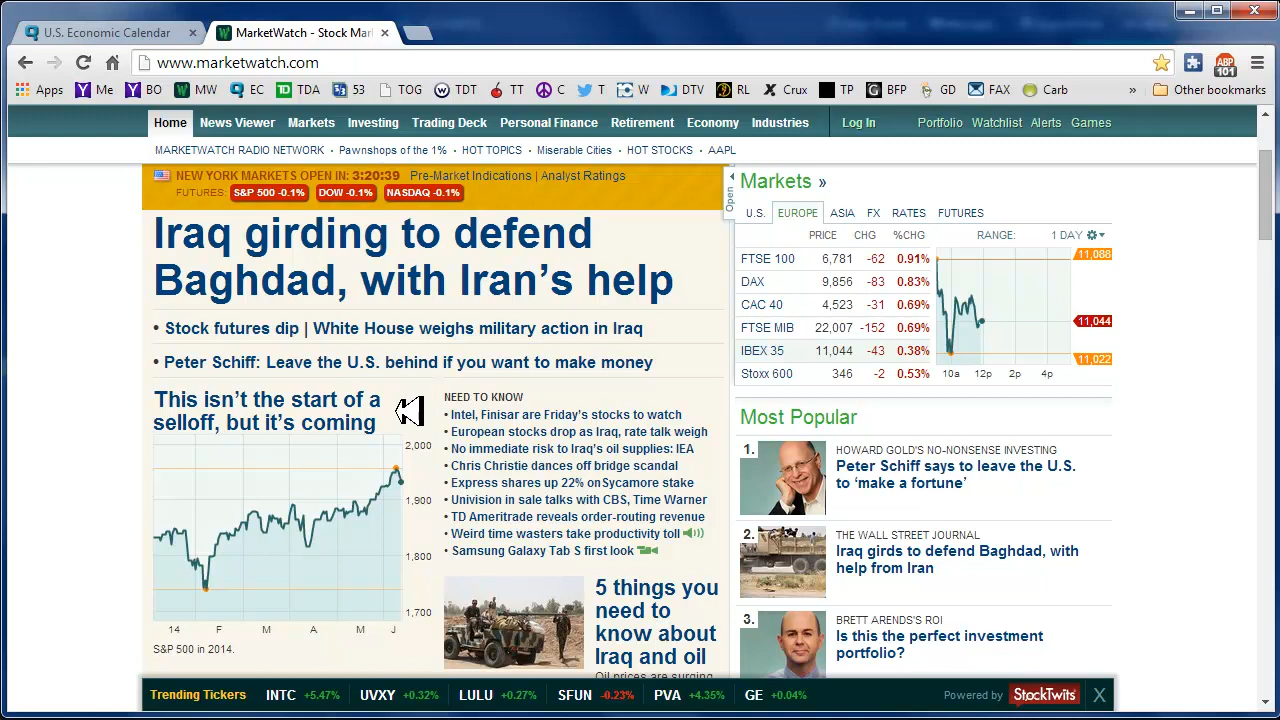 U.S. Economic Calendar
MarketWatch - Stock Mar
www.marketwatch.com
ABP
101
Apps Me BO MW EC TDA 53 TOG TDT TT C T W DTV RL Crux TP BFP GD FAX Carb » Other bookmarks
Home News Viewer Markets Investing Trading Deck Personal Finance Retirement Economy Industries Log In Portfolio Watchlist Alerts Games
MARKETWATCH RADIO NETWORK · Pawnshops of the 1% · HOT TOPICS · Miserable Cities · HOT STOCKS · AAPL
NEW YORK MARKETS OPEN IN: 3:20:39 Pre-Market Indications | Analyst Ratings
FUTURES: S&P 500 -0.1% DOW -0.1% NASDAQ -0.1%
Iraq girding to defend
Baghdad, with Iran's help
• Stock futures dip | White House weighs military action in Iraq
• Peter Schiff: Leave the U.S. behind if you want to make money
This isn't the start of a
selloff, but it's coming
2,000
1,900
1,800
1,700
14 F M A M J
S&P 500 in 2014.
NEED TO KNOW
• Intel, Finisar are Friday's stocks to watch
• European stocks drop as Iraq, rate talk weigh
• No immediate risk to Iraq's oil supplies: IEA
• Chris Christie dances off bridge scandal
• Express shares up 22% on Sycamore stake
• Univision in sale talks with CBS, Time Warner
• TD Ameritrade reveals order-routing revenue
• Weird time wasters take productivity toll
• Samsung Galaxy Tab S first look
5 things you
need to
know about
Iraq and oil
Oil prices are surging
Open
Markets »
U.S. EUROPE ASIA FX RATES FUTURES
PRICE CHG %CHG RANGE: 1 DAY
FTSE 100 6,781 -62 0.91%
DAX 9,856 -83 0.83%
CAC 40 4,523 -31 0.69%
FTSE MIB 22,007 -152 0.69%
IBEX 35 11,044 -43 0.38%
Stoxx 600 346 -2 0.53%
11,088
11,044
11,022
10a 12p 2p 4p
Most Popular
1.
HOWARD GOLD'S NO-NONSENSE INVESTING
Peter Schiff says to leave the U.S.
to 'make a fortune'
2.
THE WALL STREET JOURNAL
Iraq girds to defend Baghdad, with
help from Iran
3.
BRETT ARENDS'S ROI
Is this the perfect investment
portfolio?
Trending Tickers INTC +5.47% UVXY +0.32% LULU +0.27% SFUN -0.23% PVA +4.35% GE +0.04% Powered by StockTwits X